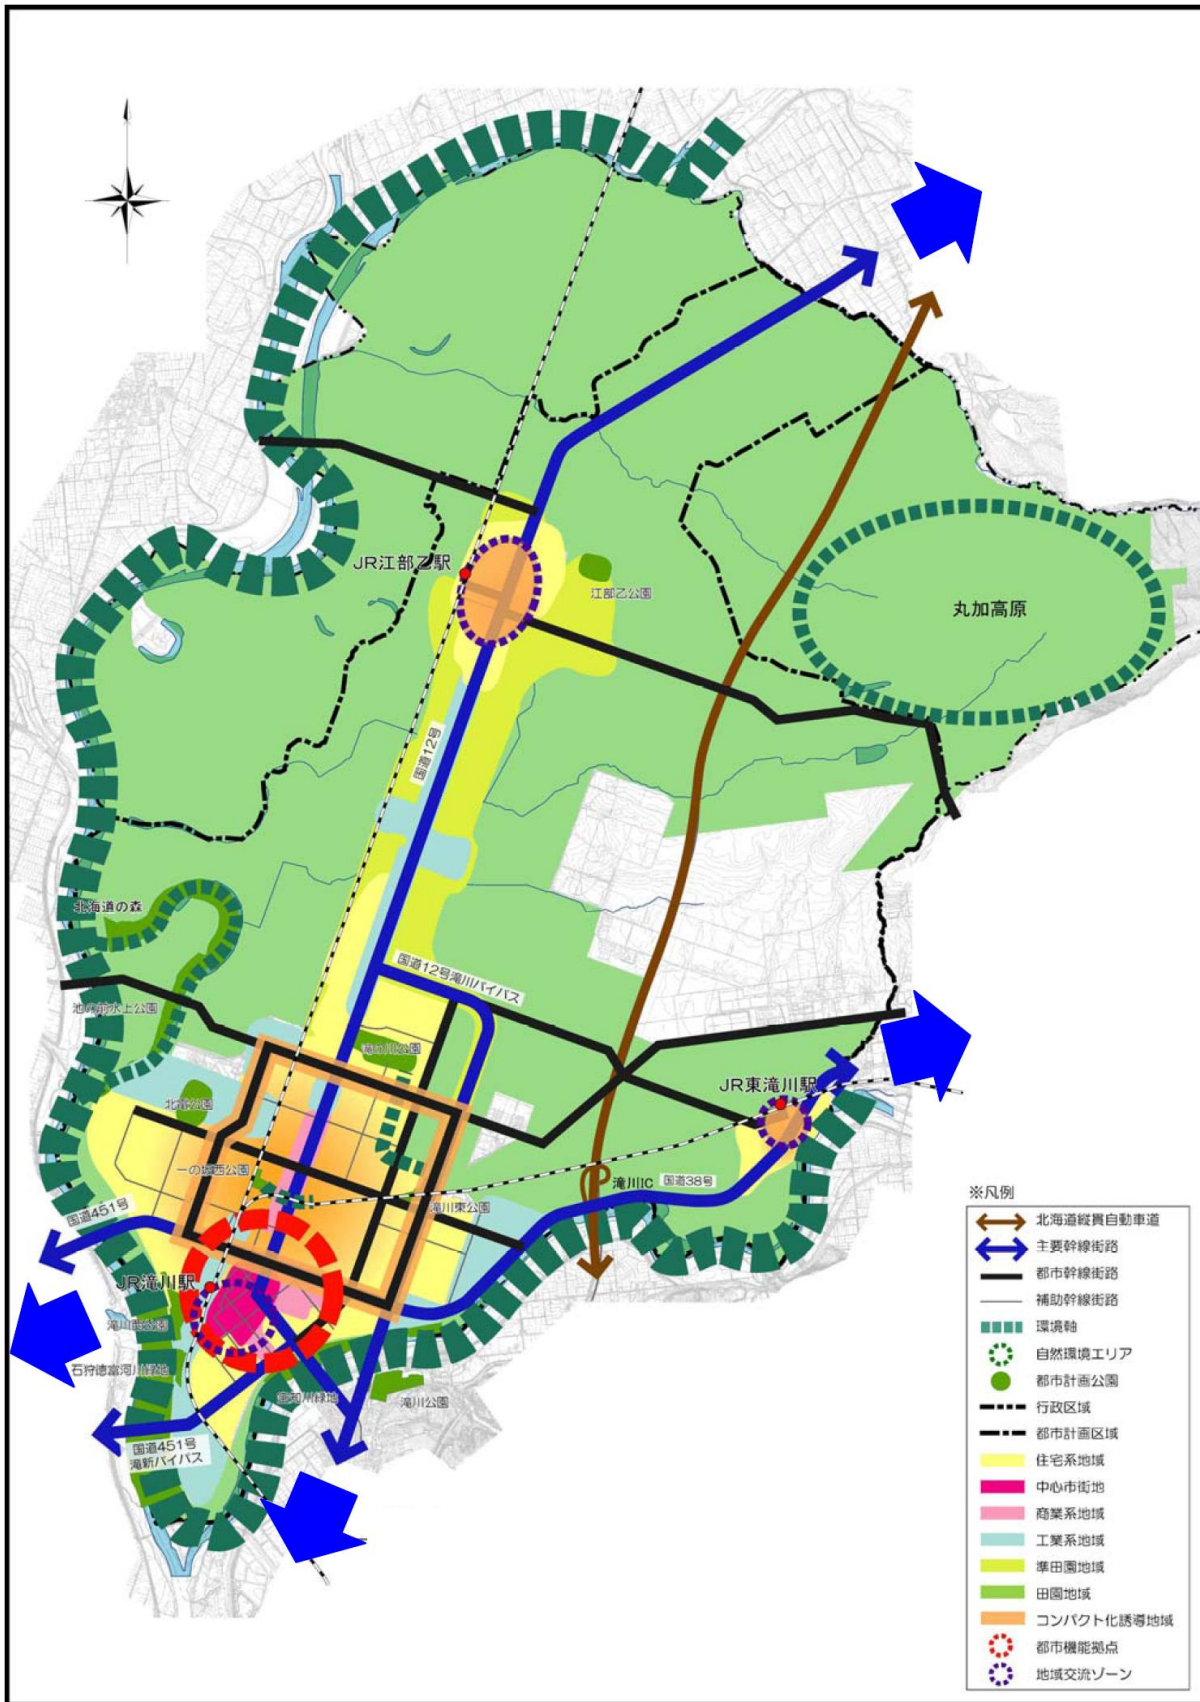 JR江部乙駅
江部乙公園
丸加高原
国道12号
北海道の森
国道12号滝川バイパス
池の前水上公園
滝の川公園
JR東滝川駅
北電公園
一の坂西公園
滝川IC
国道38号
滝川東公園
国道451号
JR滝川駅
滝川西公園
石狩徳富河川緑地
空知川緑地
滝川公園
国道451号
滝新バイパス
※凡例
北海道縦貫自動車道
主要幹線街路
都市幹線街路
補助幹線街路
環境軸
自然環境エリア
都市計画公園
行政区域
都市計画区域
住宅系地域
中心市街地
商業系地域
工業系地域
準田園地域
田園地域
コンパクト化誘導地域
都市機能拠点
地域交流ゾーン